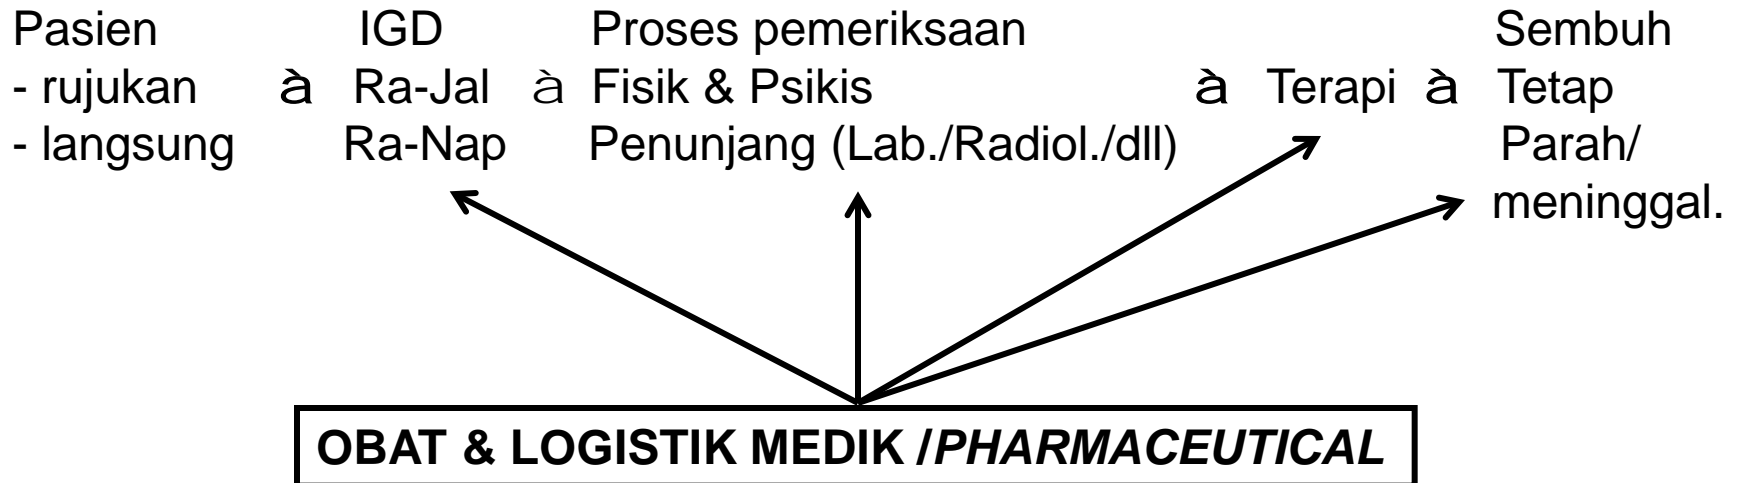 Pasien IGD Proses pemeriksaan Sembuh
- rujukan à Ra-Jal à Fisik & Psikis à Terapi à Tetap
- langsung Ra-Nap Penunjang (Lab./Radiol./dll) Parah/
meninggal.
OBAT & LOGISTIK MEDIK /PHARMACEUTICAL